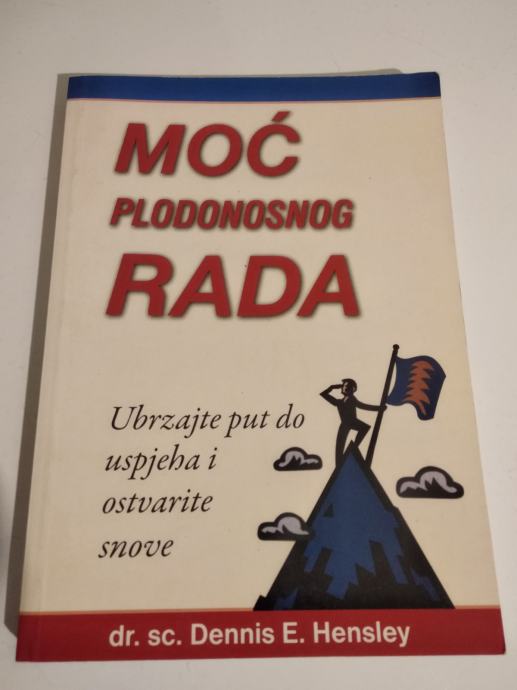 MOĆ
PLODONOSNOG
RADA
Ubrzajte put do
uspjeha i
ostvarite
snove
dr. sc. Dennis E. Hensley